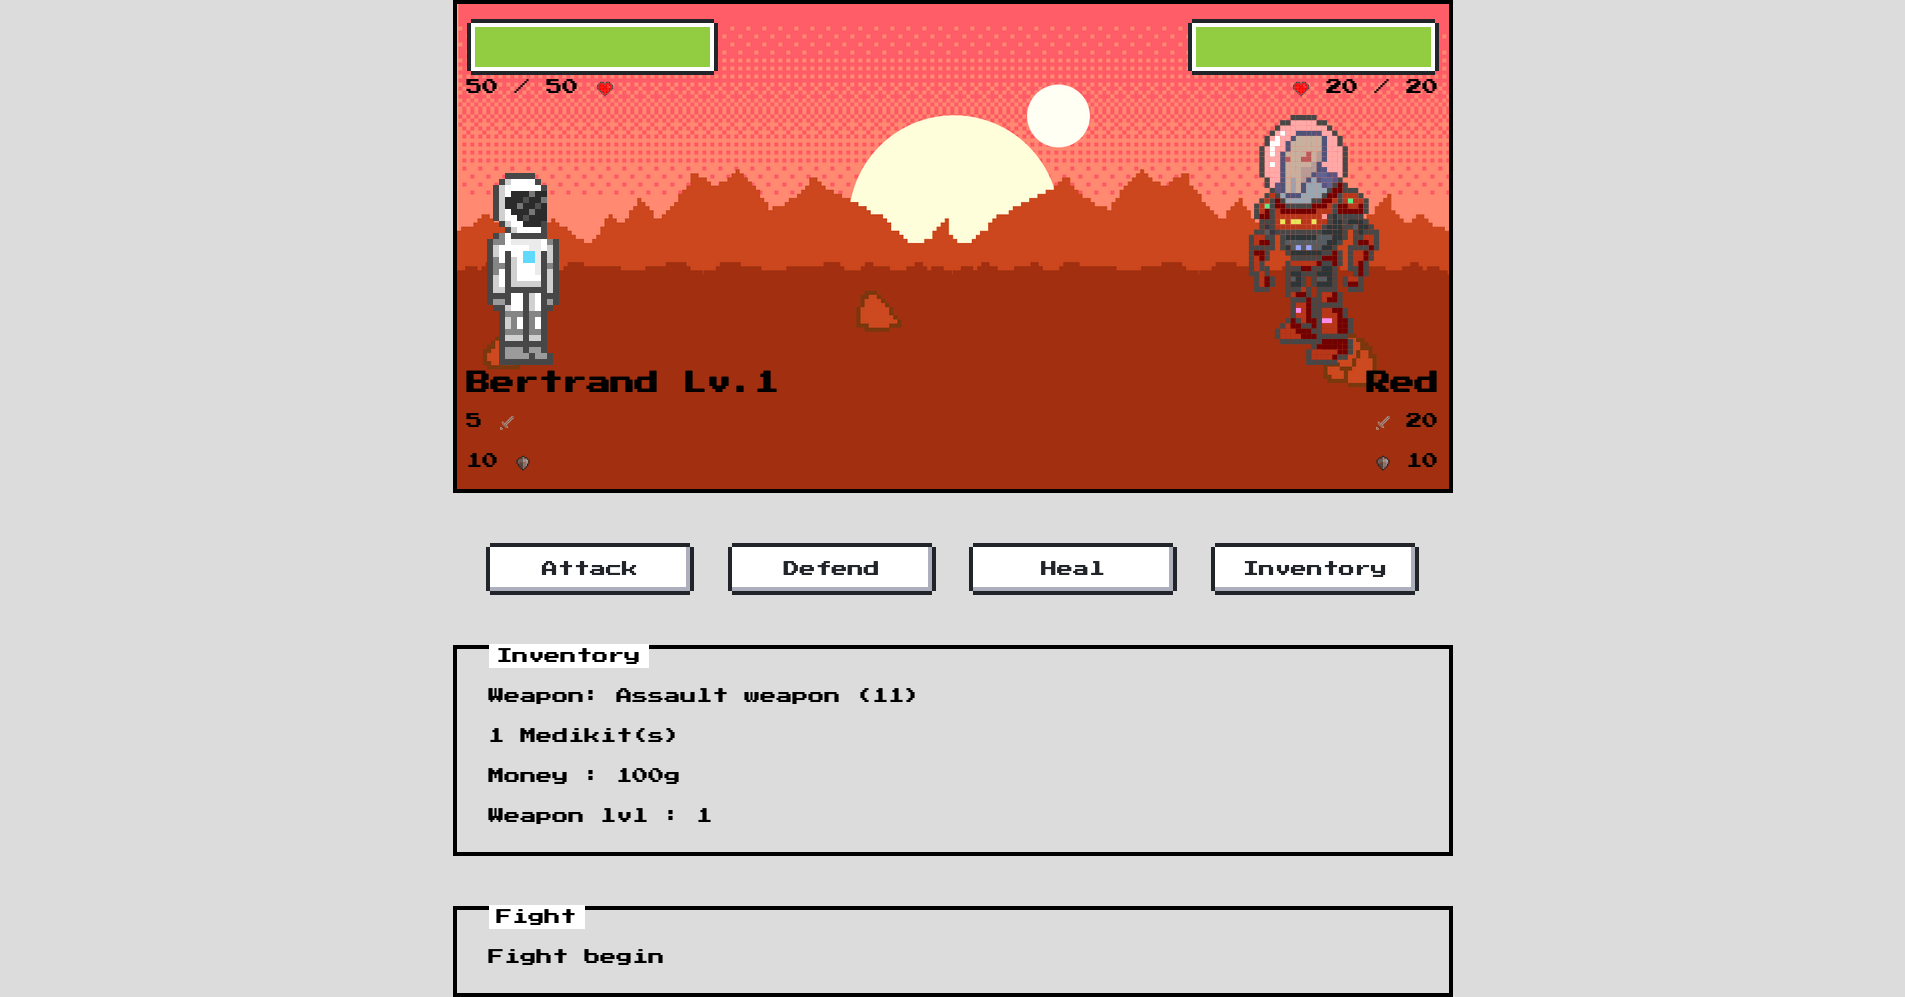 50 / 50
20 / 20
Bertrand Lv.1
Red
5
20
10
10
Attack
Defend
Heal
Inventory
Inventory
Weapon: Assault weapon (11)
1 Medikit(s)
Money : 100g
Weapon lvl : 1
Fight
Fight begin